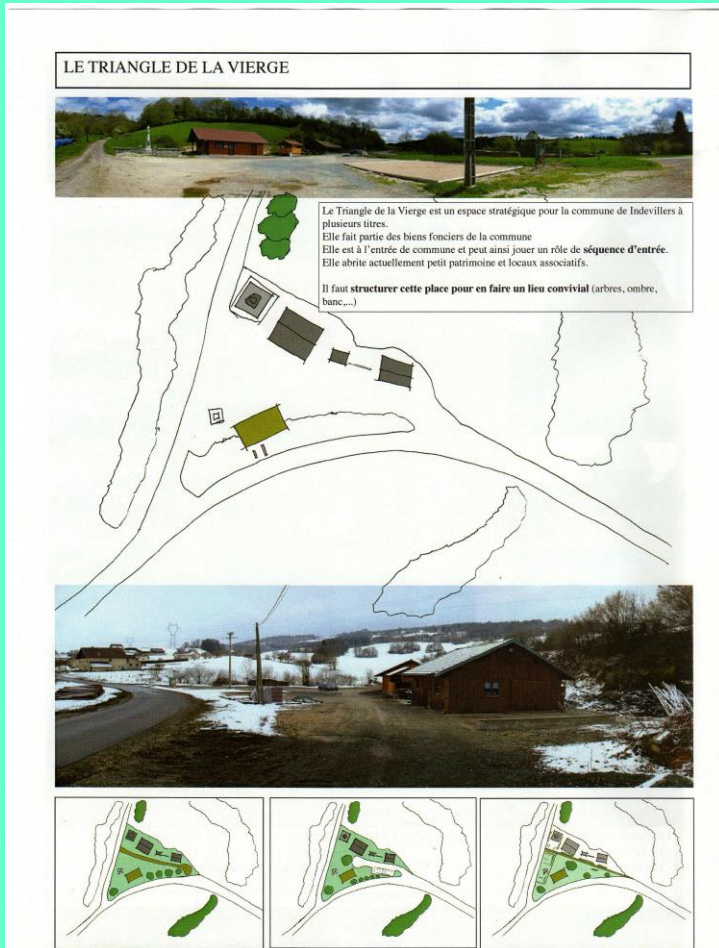 LE TRIANGLE DE LA VIERGE
Le Triangle de la Vierge est un espace stratégique pour la commune de Indevillers à
plusieurs titres.
Elle fait partie des biens fonciers de la commune
Elle est à l'entrée de commune et peut ainsi jouer un rôle de séquence d'entrée.
Elle abrite actuellement petit patrimoine et locaux associatifs.
Il faut structurer cette place pour en faire un lieu convivial (arbres, ombre,
banc,...)